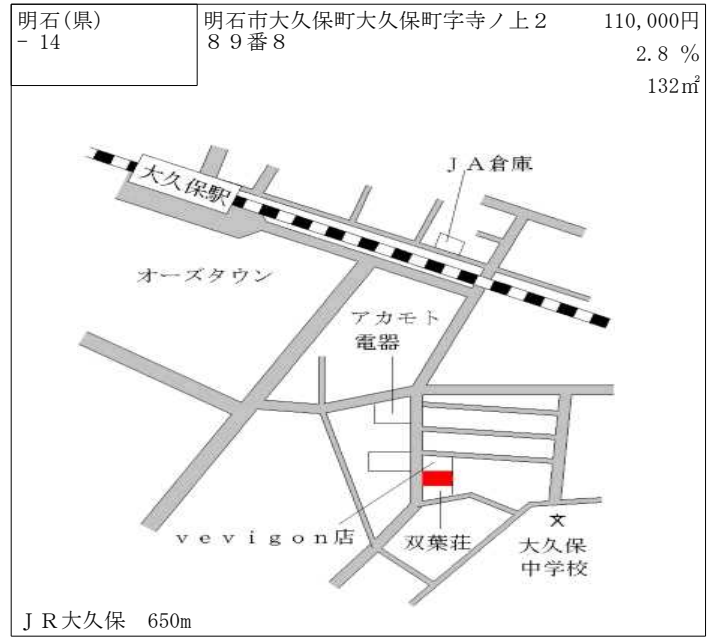 明石(県)
- 14
明石市大久保町大久保町字寺ノ上２
８９番８
110,000円
2.8 %
132㎡
ＪＡ倉庫
大久保駅
オーズタウン
アカモト
電器
ｖｅｖｉｇｏｎ店
双葉荘
文
大久保
中学校
ＪＲ大久保 650m